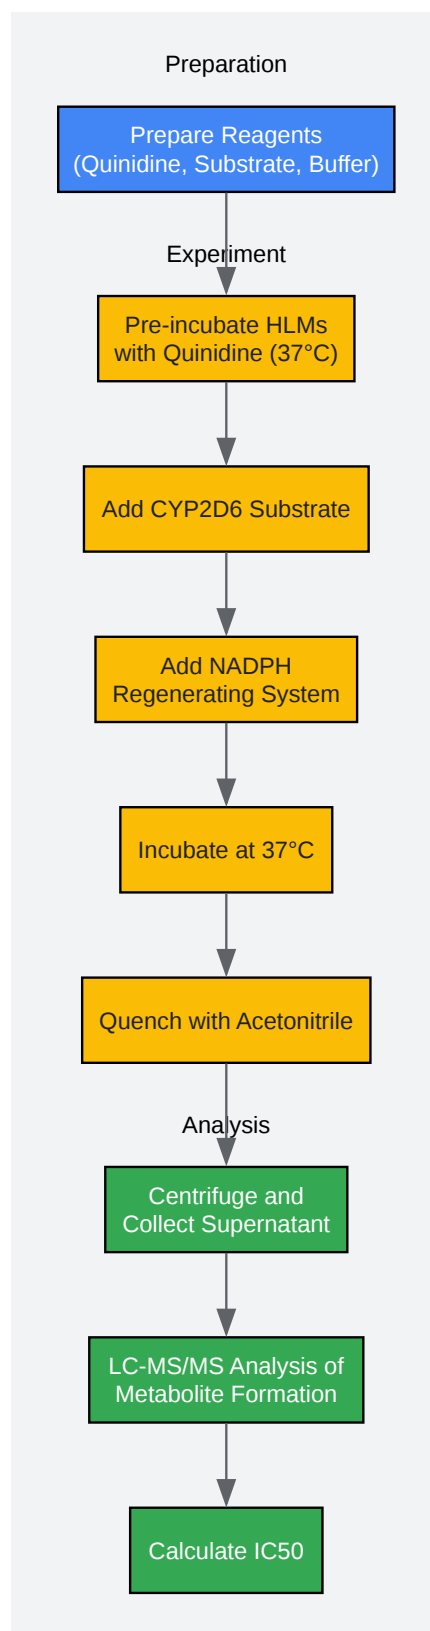 Preparation
Prepare Reagents
(Quinidine, Substrate, Buffer)
Experiment
Pre-incubate HLMs
with Quinidine (37°C)
Add CYP2D6 Substrate
Add NADPH
Regenerating System
Incubate at 37°C
Quench with Acetonitrile
Analysis
Centrifuge and
Collect Supernatant
LC-MS/MS Analysis of
Metabolite Formation
Calculate IC50